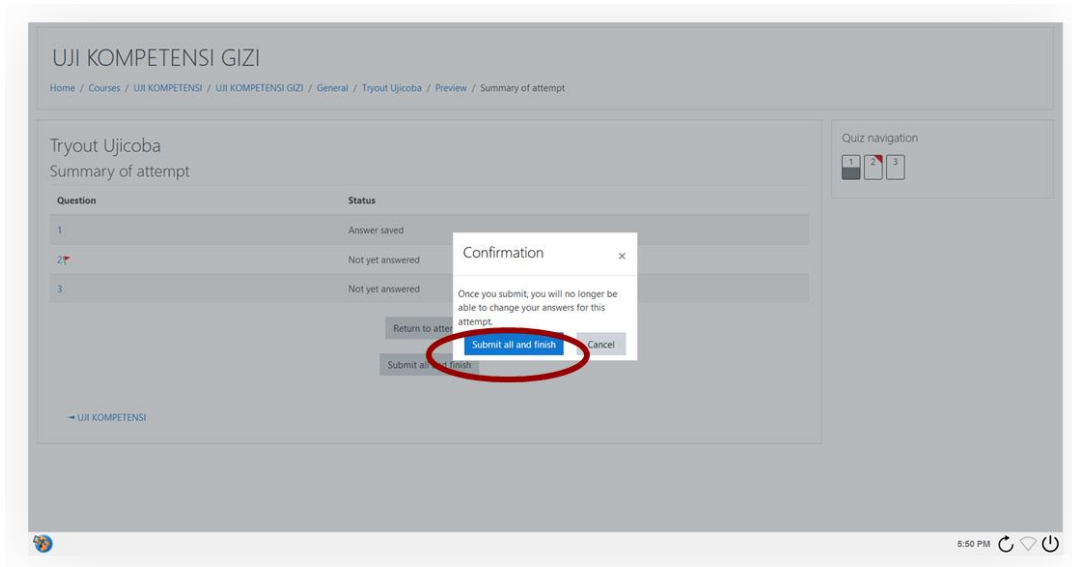 UJI KOMPETENSI GIZI
Home / Courses / UJI KOMPETENSI / UJI KOMPETENSI GIZI / General / Tryout Ujicoba / Preview / Summary of attempt
Tryout Ujicoba
Summary of attempt
Question Status
1 Answer saved
2 Not yet answered
3 Not yet answered
Return to atte
Submit all and finish
→ UJI KOMPETENSI
Quiz navigation
1 2 3
Confirmation ×
Once you submit, you will no longer be
able to change your answers for this
attempt.
Submit all and finish Cancel
5:50 PM